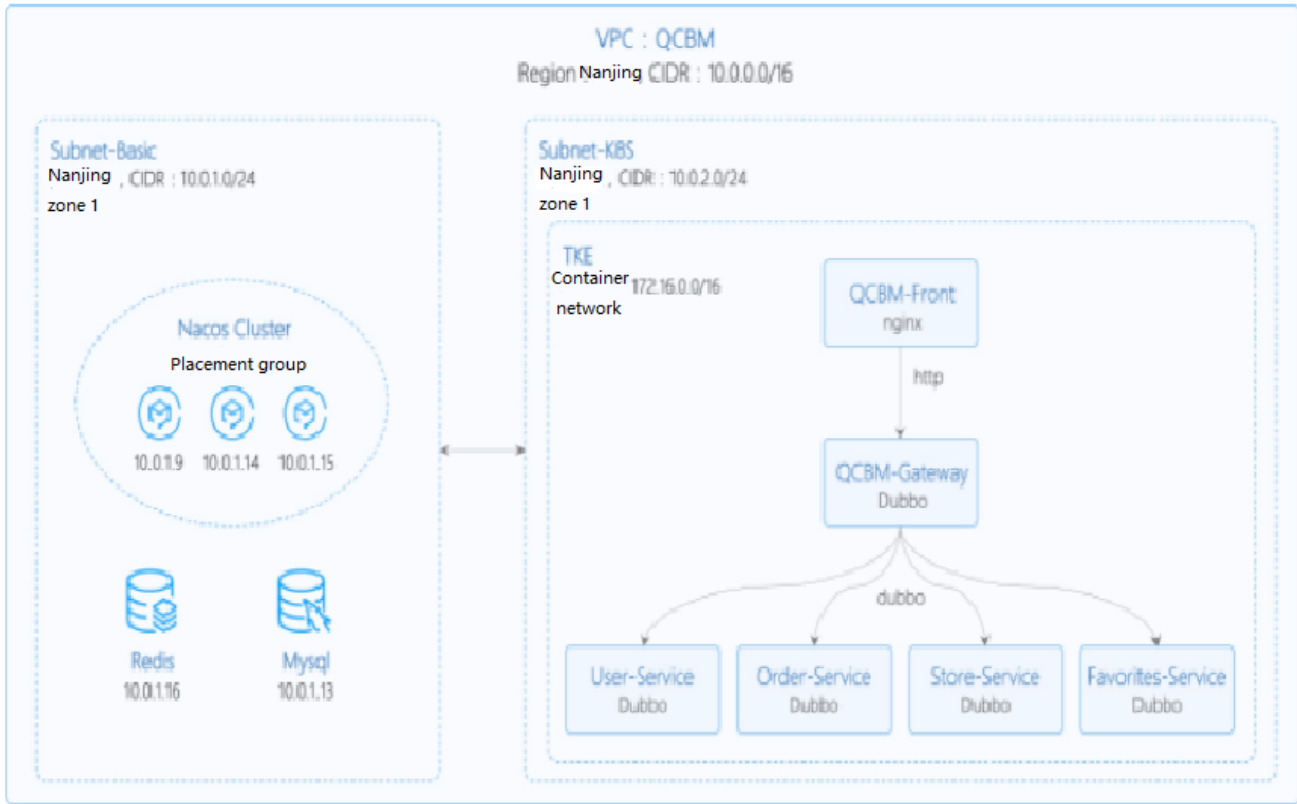 VPC : QCBM
Region Nanjing CIDR : 10.0.0.0/16
Subnet-Basic
Nanjing , CIDR : 10.0.1.0/24
zone 1
Nacos Cluster
Placement group
10.0.1.9 10.0.1.14 10.0.1.15
Redis
10.0.1.16
Mysql
10.0.1.13
Subnet-K8S
Nanjing , CIDR : 10.0.2.0/24
zone 1
TKE
Container 172.16.0.0/16
network
QCBM-Front
nginx
http
QCBM-Gateway
Dubbo
dubbo
User-Service
Dubbo
Order-Service
Dubbo
Store-Service
Dubbo
Favorites-Service
Dubbo